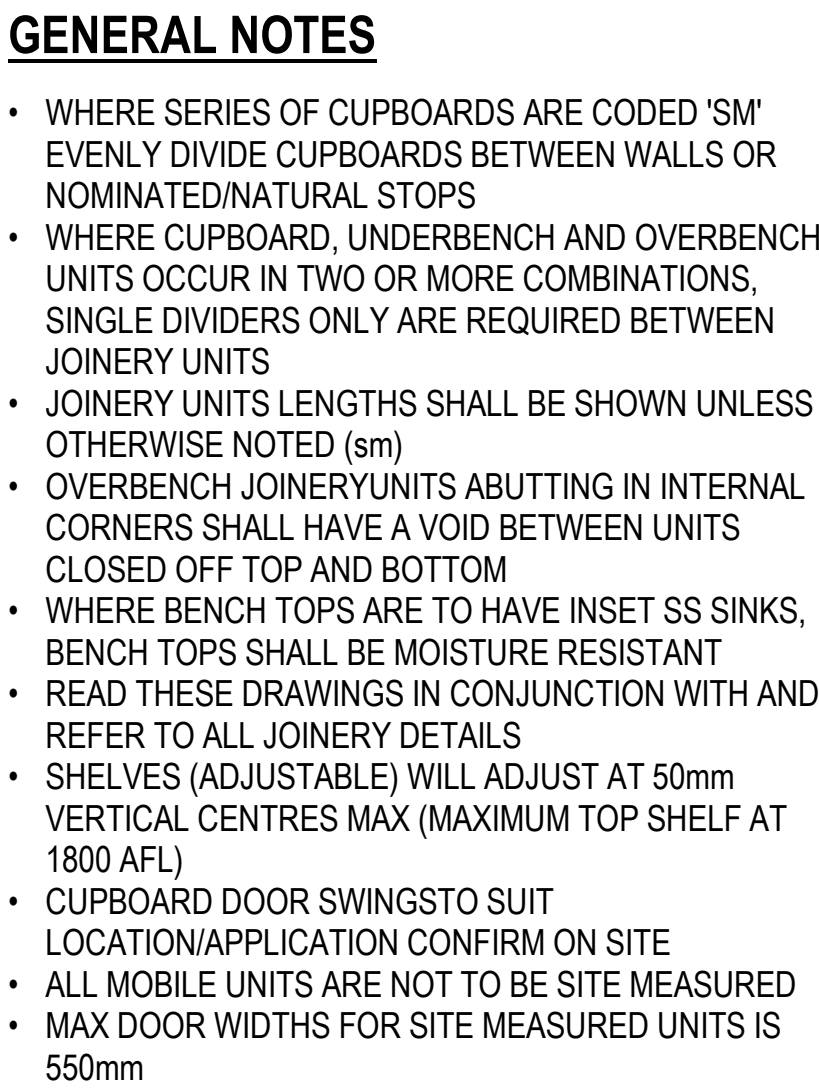 GENERAL NOTES
• WHERE SERIES OF CUPBOARDS ARE CODED 'SM'
EVENLY DIVIDE CUPBOARDS BETWEEN WALLS OR
NOMINATED/NATURAL STOPS
• WHERE CUPBOARD, UNDERBENCH AND OVERBENCH
UNITS OCCUR IN TWO OR MORE COMBINATIONS,
SINGLE DIVIDERS ONLY ARE REQUIRED BETWEEN
JOINERY UNITS
• JOINERY UNITS LENGTHS SHALL BE SHOWN UNLESS
OTHERWISE NOTED (sm)
• OVERBENCH JOINERYUNITS ABUTTING IN INTERNAL
CORNERS SHALL HAVE A VOID BETWEEN UNITS
CLOSED OFF TOP AND BOTTOM
• WHERE BENCH TOPS ARE TO HAVE INSET SS SINKS,
BENCH TOPS SHALL BE MOISTURE RESISTANT
• READ THESE DRAWINGS IN CONJUNCTION WITH AND
REFER TO ALL JOINERY DETAILS
• SHELVES (ADJUSTABLE) WILL ADJUST AT 50mm
VERTICAL CENTRES MAX (MAXIMUM TOP SHELF AT
1800 AFL)
• CUPBOARD DOOR SWINGSTO SUIT
LOCATION/APPLICATION CONFIRM ON SITE
• ALL MOBILE UNITS ARE NOT TO BE SITE MEASURED
• MAX DOOR WIDTHS FOR SITE MEASURED UNITS IS
550mm